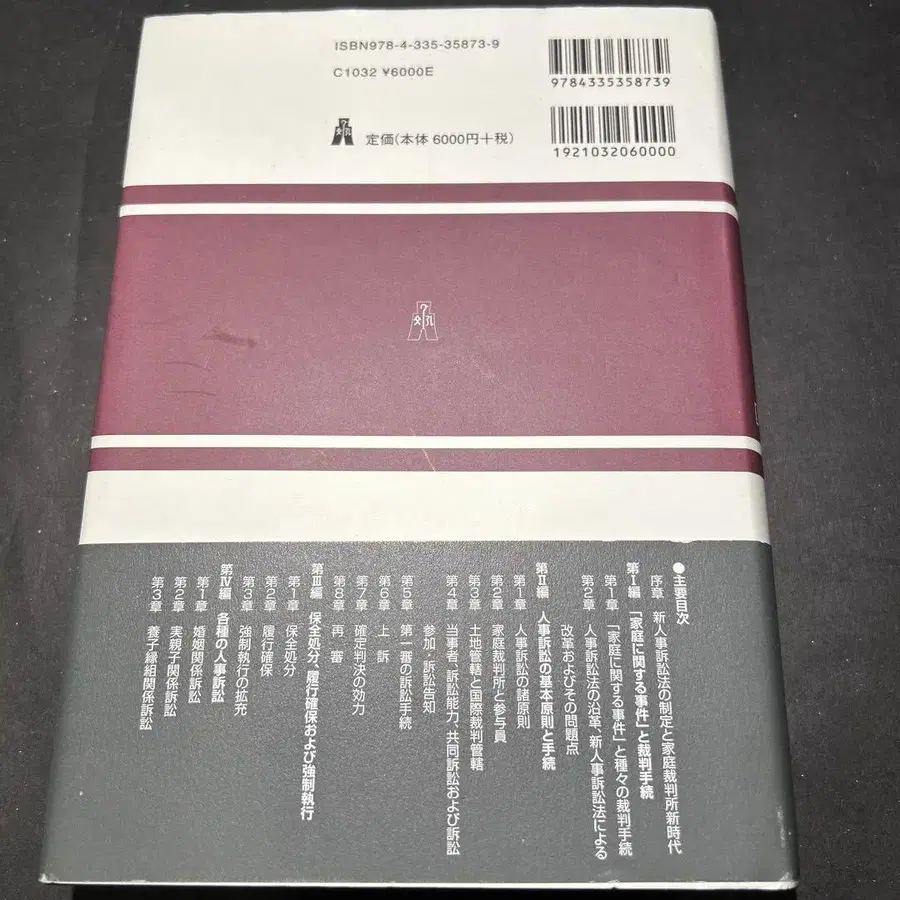 ISBN978-4-335-35873-9
C1032 ¥6000E
定価(本体 6000円+税)
9784335358739
1921032060000
●主要目次
序章 新人事訴訟法の制定と家庭裁判所新時代
第Ⅰ編 「家庭に関する事件」と裁判手続
第1章 「家庭に関する事件」と種々の裁判手続
第2章 人事訴訟法の沿革、新人事訴訟法による
改革およびその問題点
第Ⅱ編 人事訴訟の基本原則と手続
第1章 人事訴訟の諸原則
第2章 家庭裁判所と参与員
第3章 土地管轄と国際裁判管轄
第4章 当事者、訴訟能力、共同訴訟および訴訟
参加・訴訟告知
第5章 第一審の訴訟手続
第6章 上訴
第7章 確定判決の効力
第8章 再審
第Ⅲ編 保全処分、履行確保および強制執行
第1章 保全処分
第2章 履行確保
第3章 強制執行の拡充
第Ⅳ編 各種の人事訴訟
第1章 婚姻関係訴訟
第2章 実親子関係訴訟
第3章 養子縁組関係訴訟